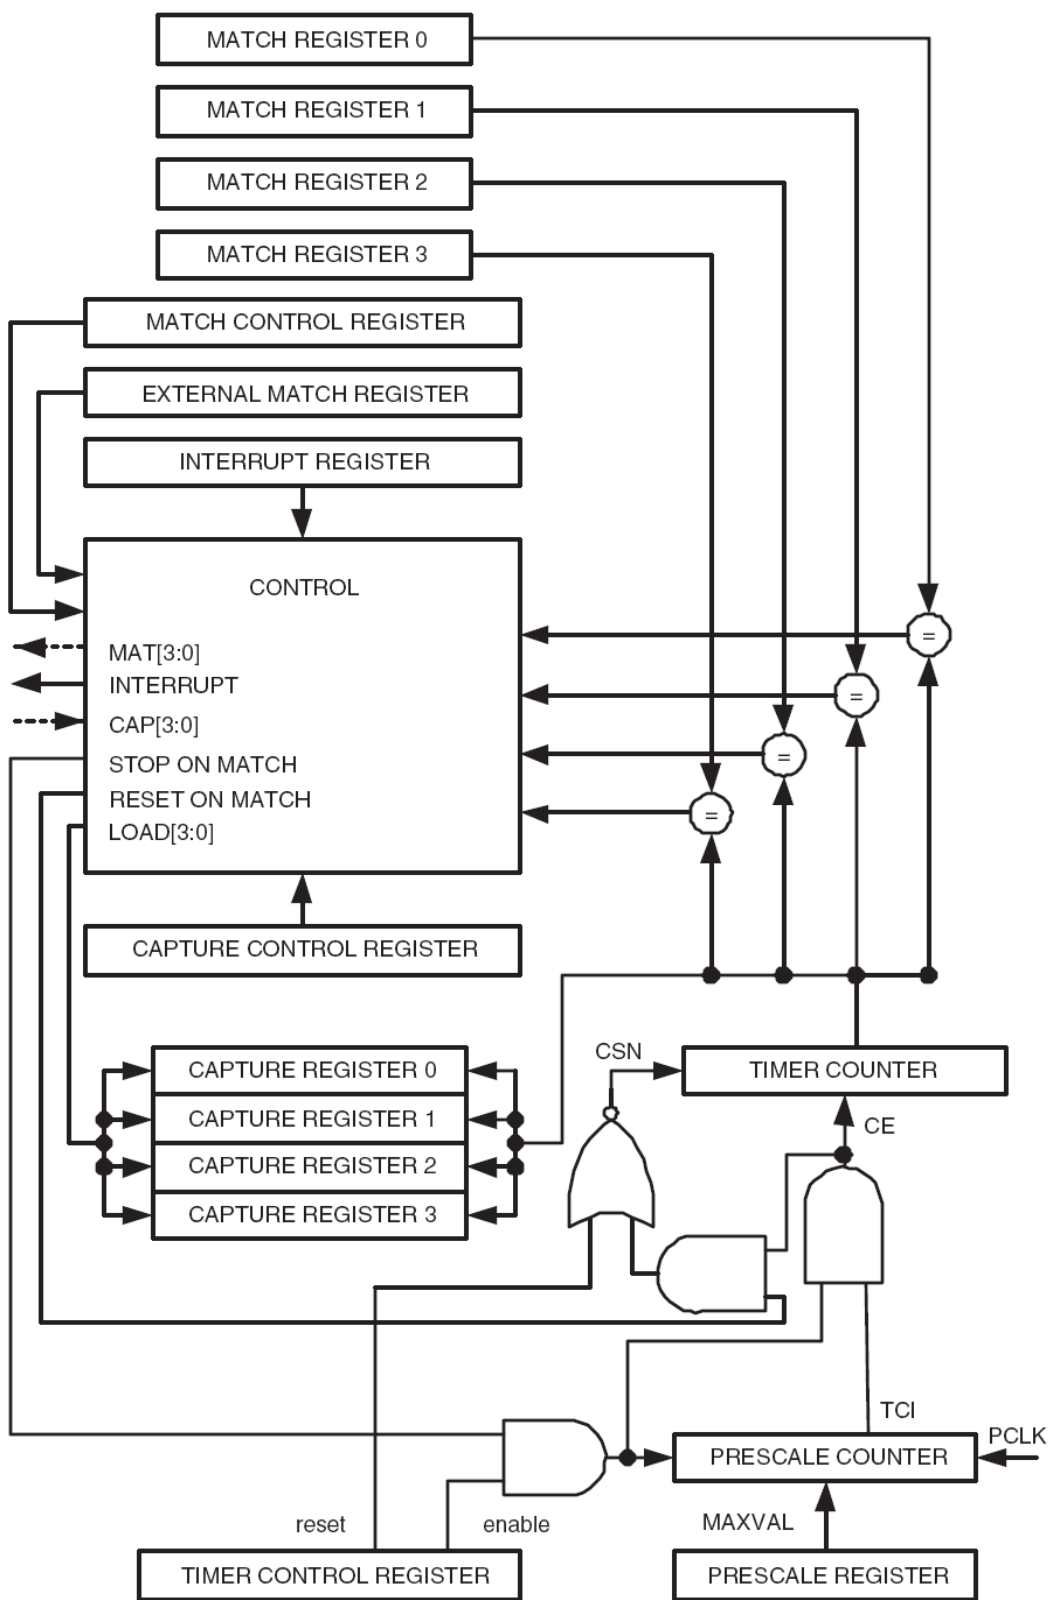 MATCH REGISTER 0
MATCH REGISTER 1
MATCH REGISTER 2
MATCH REGISTER 3
MATCH CONTROL REGISTER
EXTERNAL MATCH REGISTER
INTERRUPT REGISTER
CONTROL
=
MAT[3:0]
INTERRUPT
=
CAP[3:0]
STOP ON MATCH
=
RESET ON MATCH
=
LOAD[3:0]
CAPTURE CONTROL REGISTER
CSN
CAPTURE REGISTER 0
TIMER COUNTER
CAPTURE REGISTER 1
CE
CAPTURE REGISTER 2
CAPTURE REGISTER 3
TCI
PCLK
PRESCALE COUNTER
reset
enable
MAXVAL
TIMER CONTROL REGISTER
PRESCALE REGISTER